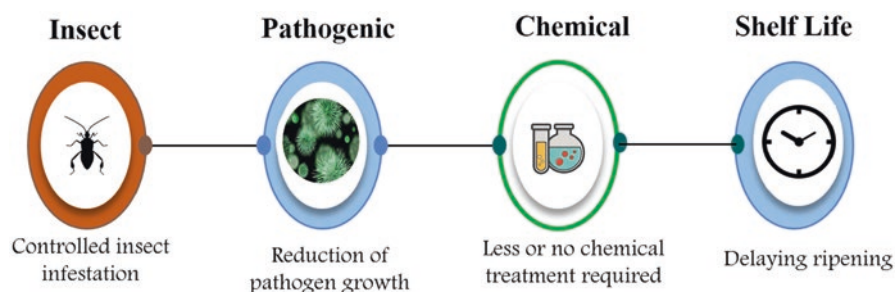 Insect
Pathogenic
Chemical
Shelf Life
Controlled insect
infestation
Reduction of
pathogen growth
Less or no chemical
treatment required
Delaying ripening